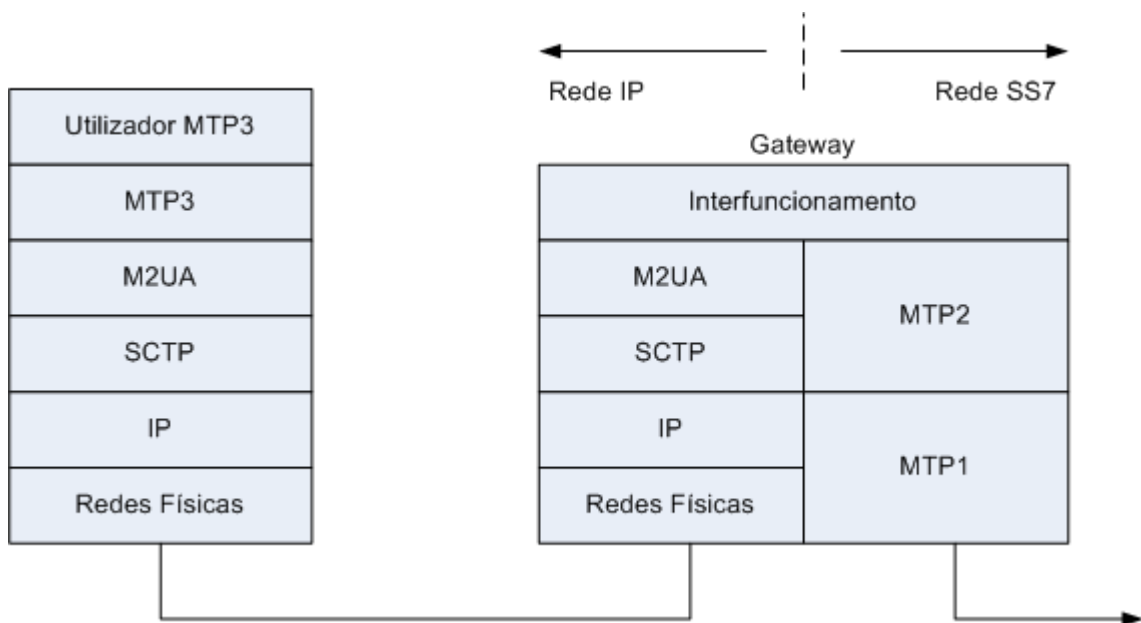 Rede IP
Rede SS7
Utilizador MTP3
MTP3
M2UA
SCTP
IP
Redes Físicas
Gateway
Interfuncionamento
M2UA
SCTP
IP
Redes Físicas
MTP2
MTP1